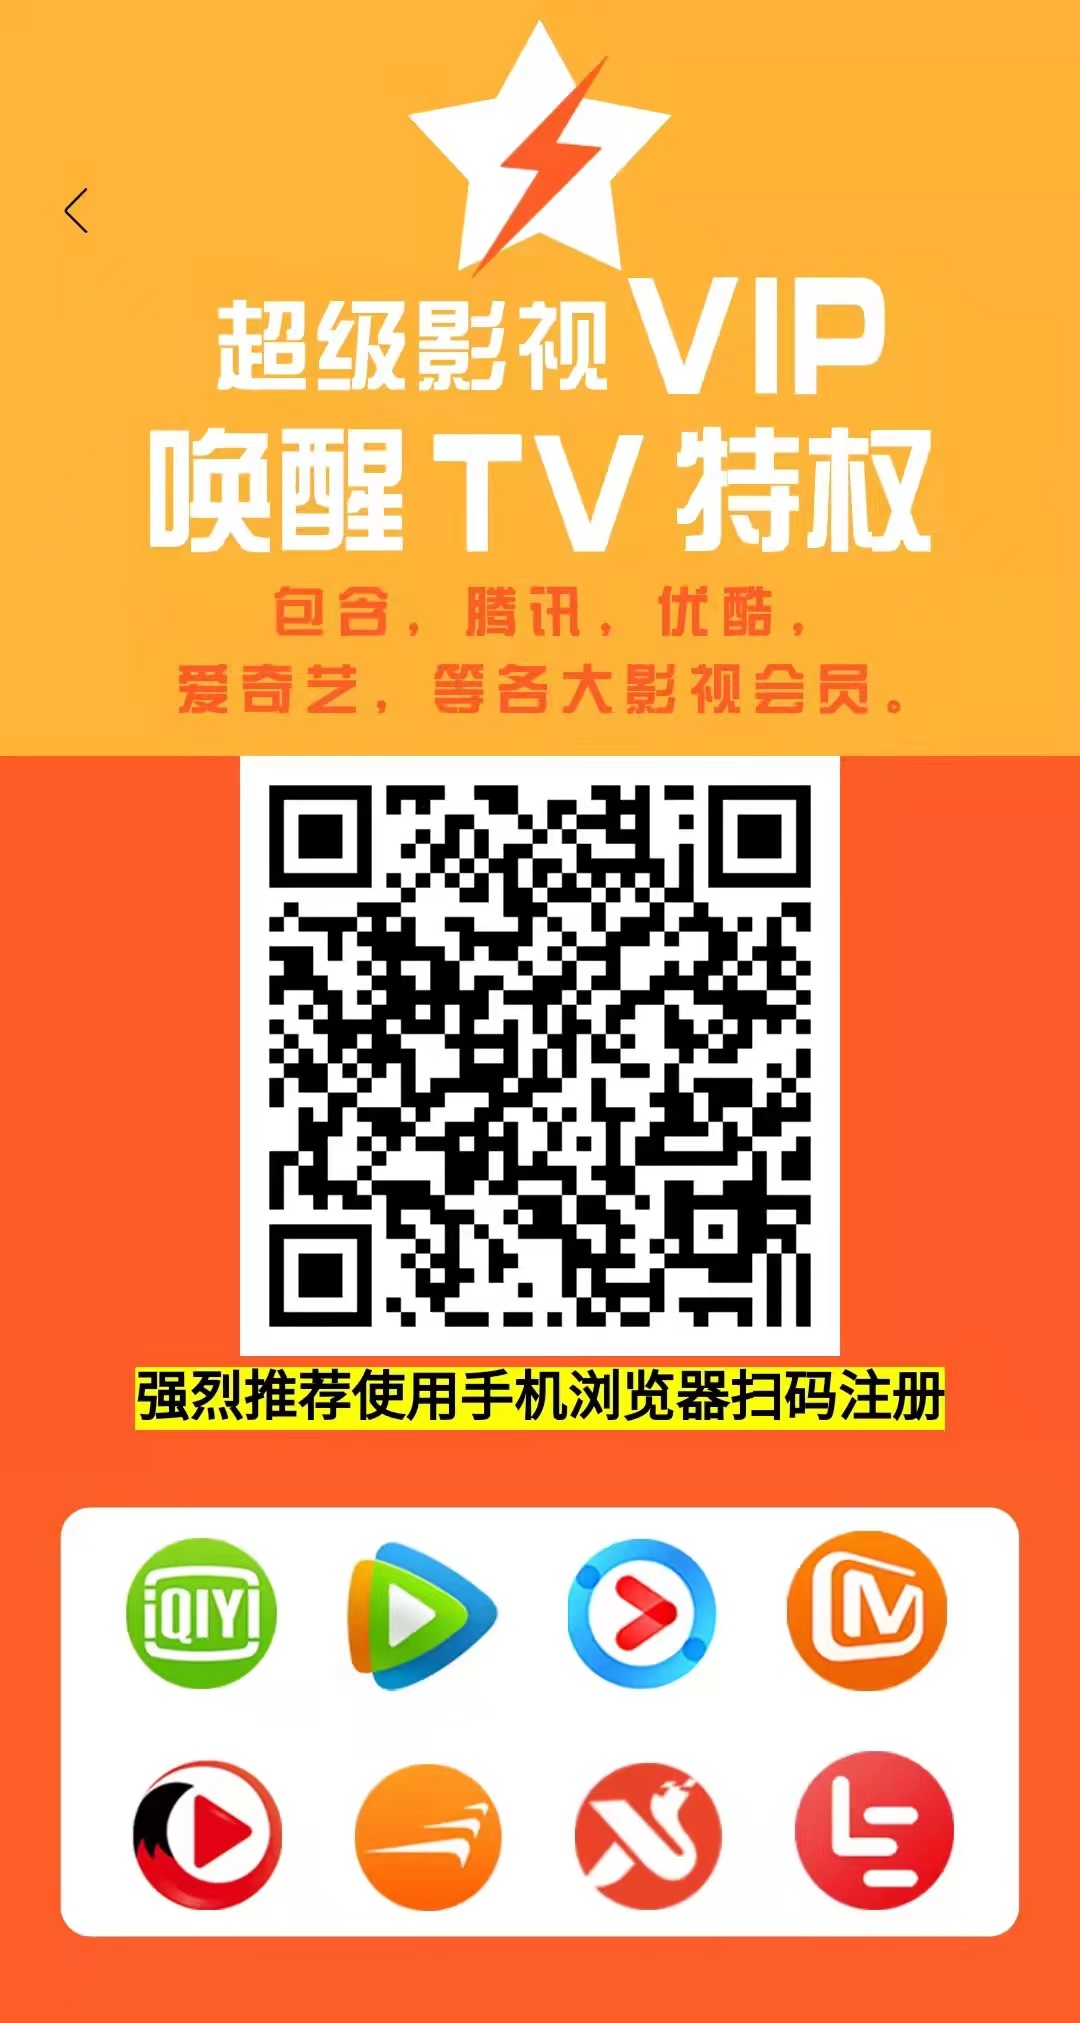 超级影视VIP
唤醒TV特权
包含，腾讯，优酷，
爱奇艺，等各大影视会员。
强烈推荐使用手机浏览器扫码注册
iQIYI